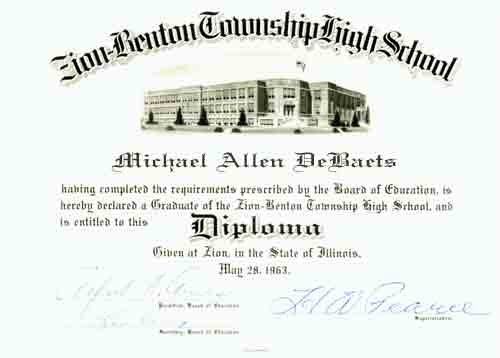 Zion-Benton Township High School
Michael Allen DeBaets
having completed the requirements prescribed by the Board of Education, is
hereby declared a Graduate of the Zion-Benton Township High School, and
is entitled to this Diploma
Given at Zion, in the State of Illinois,
May 28, 1963.
H W Pearce
President, Board of Education
Superintendent
Secretary, Board of Education